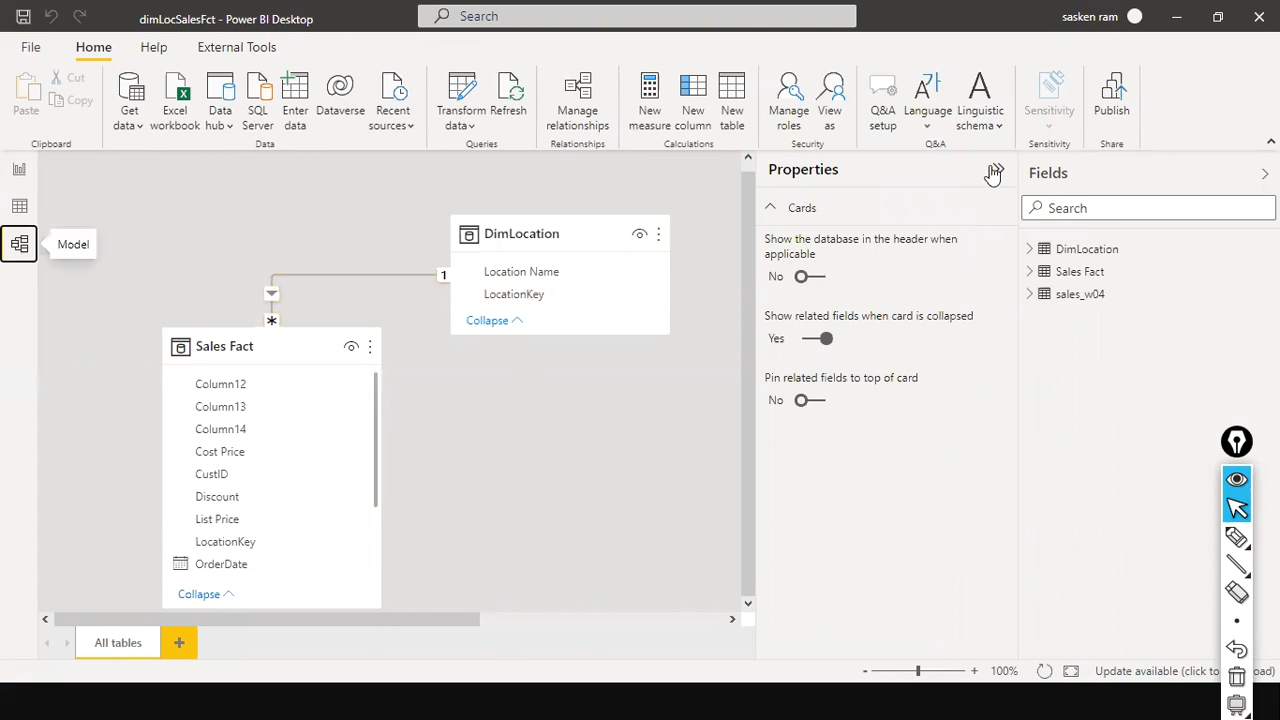 dimLocSalesFct - Power BI Desktop
Search
sasken ram
File
Home
Help
External Tools
Paste
Cut
Copy
Clipboard
Get data
Excel workbook
Data hub
SQL Server
Enter data
Dataverse
Recent sources
Data
Transform data
Refresh
Queries
Manage relationships
Relationships
New measure
New column
New table
Calculations
Manage roles
View as
Security
Q&A setup
Language
Linguistic schema
Q&A
Sensitivity
Sensitivity
Publish
Share
Model
DimLocation
Location Name
LocationKey
Collapse
1
*
Sales Fact
Column12
Column13
Column14
Cost Price
CustID
Discount
List Price
LocationKey
OrderDate
Collapse
Properties
Cards
Show the database in the header when
applicable
No
Show related fields when card is collapsed
Yes
Pin related fields to top of card
No
Fields
Search
DimLocation
Sales Fact
sales_w04
All tables
- + 100%
Update available (click to